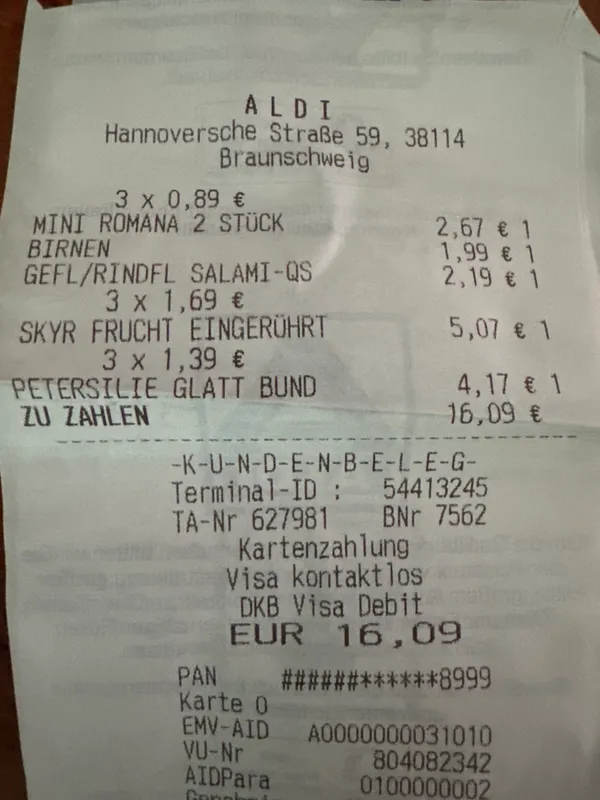 ALDI
Hannoversche Straße 59, 38114
Braunschweig
3 x 0,89 €
MINI ROMANA 2 STÜCK 2,67 € 1
BIRNEN 1,99 € 1
GEFL/RINDFL SALAMI-QS 2,19 € 1
3 x 1,69 €
SKYR FRUCHT EINGERÜHRT 5,07 € 1
3 x 1,39 €
PETERSILIE GLATT BUND 4,17 € 1
ZU ZAHLEN 16,09 €
-K-U-N-D-E-N-B-E-L-E-G-
Terminal-ID : 54413245
TA-Nr 627981 BNr 7562
Kartenzahlung
Visa kontaktlos
DKB Visa Debit
EUR 16,09
PAN ######******8999
Karte 0
EMV-AID A0000000031010
VU-Nr 804082342
AIDPara 0100000002